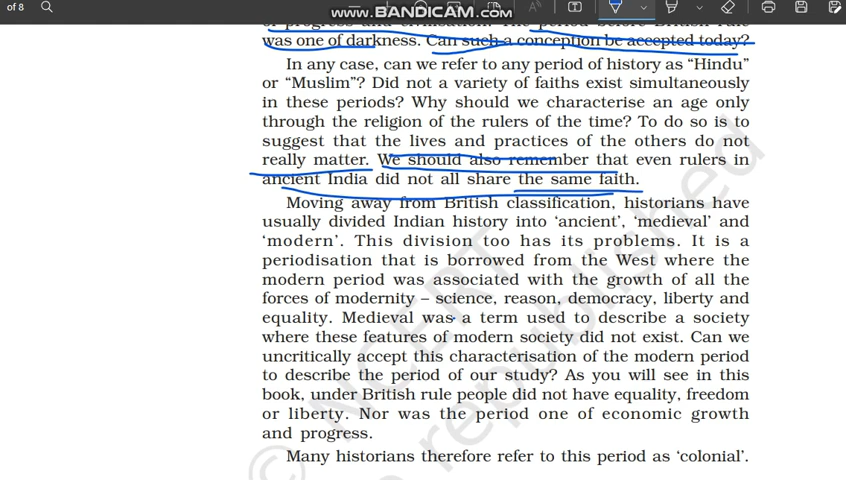 of 8
www.BANDICAM.com
of progress and the period before British rule
was one of darkness. Can such a conception be accepted today?
In any case, can we refer to any period of history as “Hindu”
or “Muslim”? Did not a variety of faiths exist simultaneously
in these periods? Why should we characterise an age only
through the religion of the rulers of the time? To do so is to
suggest that the lives and practices of the others do not
really matter. We should also remember that even rulers in
ancient India did not all share the same faith.
Moving away from British classification, historians have
usually divided Indian history into ‘ancient’, ‘medieval’ and
‘modern’. This division too has its problems. It is a
periodisation that is borrowed from the West where the
modern period was associated with the growth of all the
forces of modernity – science, reason, democracy, liberty and
equality. Medieval was a term used to describe a society
where these features of modern society did not exist. Can we
uncritically accept this characterisation of the modern period
to describe the period of our study? As you will see in this
book, under British rule people did not have equality, freedom
or liberty. Nor was the period one of economic growth
and progress.
Many historians therefore refer to this period as ‘colonial’.
© NCERT
republished